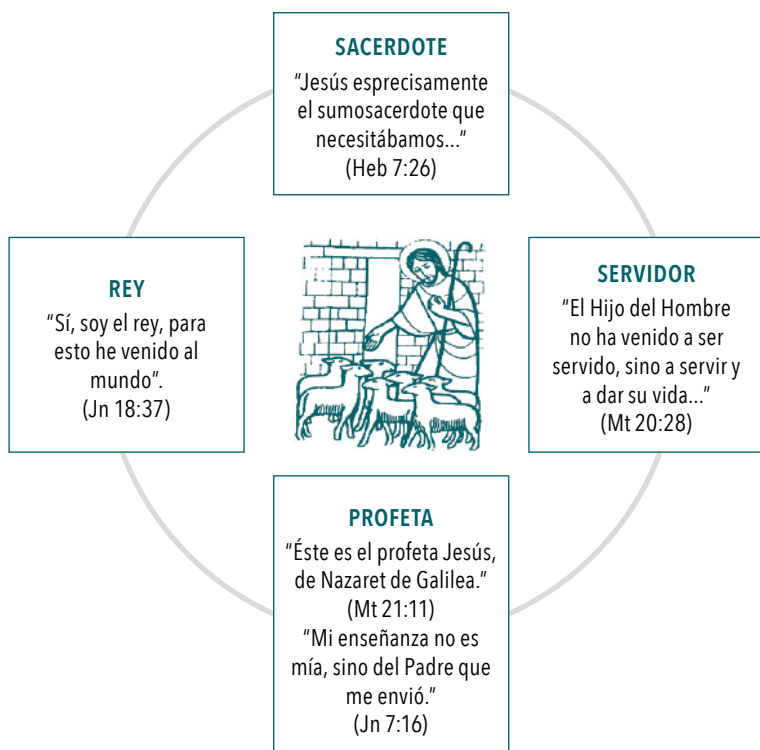 SACERDOTE
"Jesús esprecisamente
el sumosacerdote que
necesitábamos..."
(Heb 7:26)
REY
"Sí, soy el rey, para
esto he venido al
mundo".
(Jn 18:37)
SERVIDOR
"El Hijo del Hombre
no ha venido a ser
servido, sino a servir y
a dar su vida..."
(Mt 20:28)
PROFETA
"Éste es el profeta Jesús,
de Nazaret de Galilea."
(Mt 21:11)
"Mi enseñanza no es
mía, sino del Padre que
me envió."
(Jn 7:16)